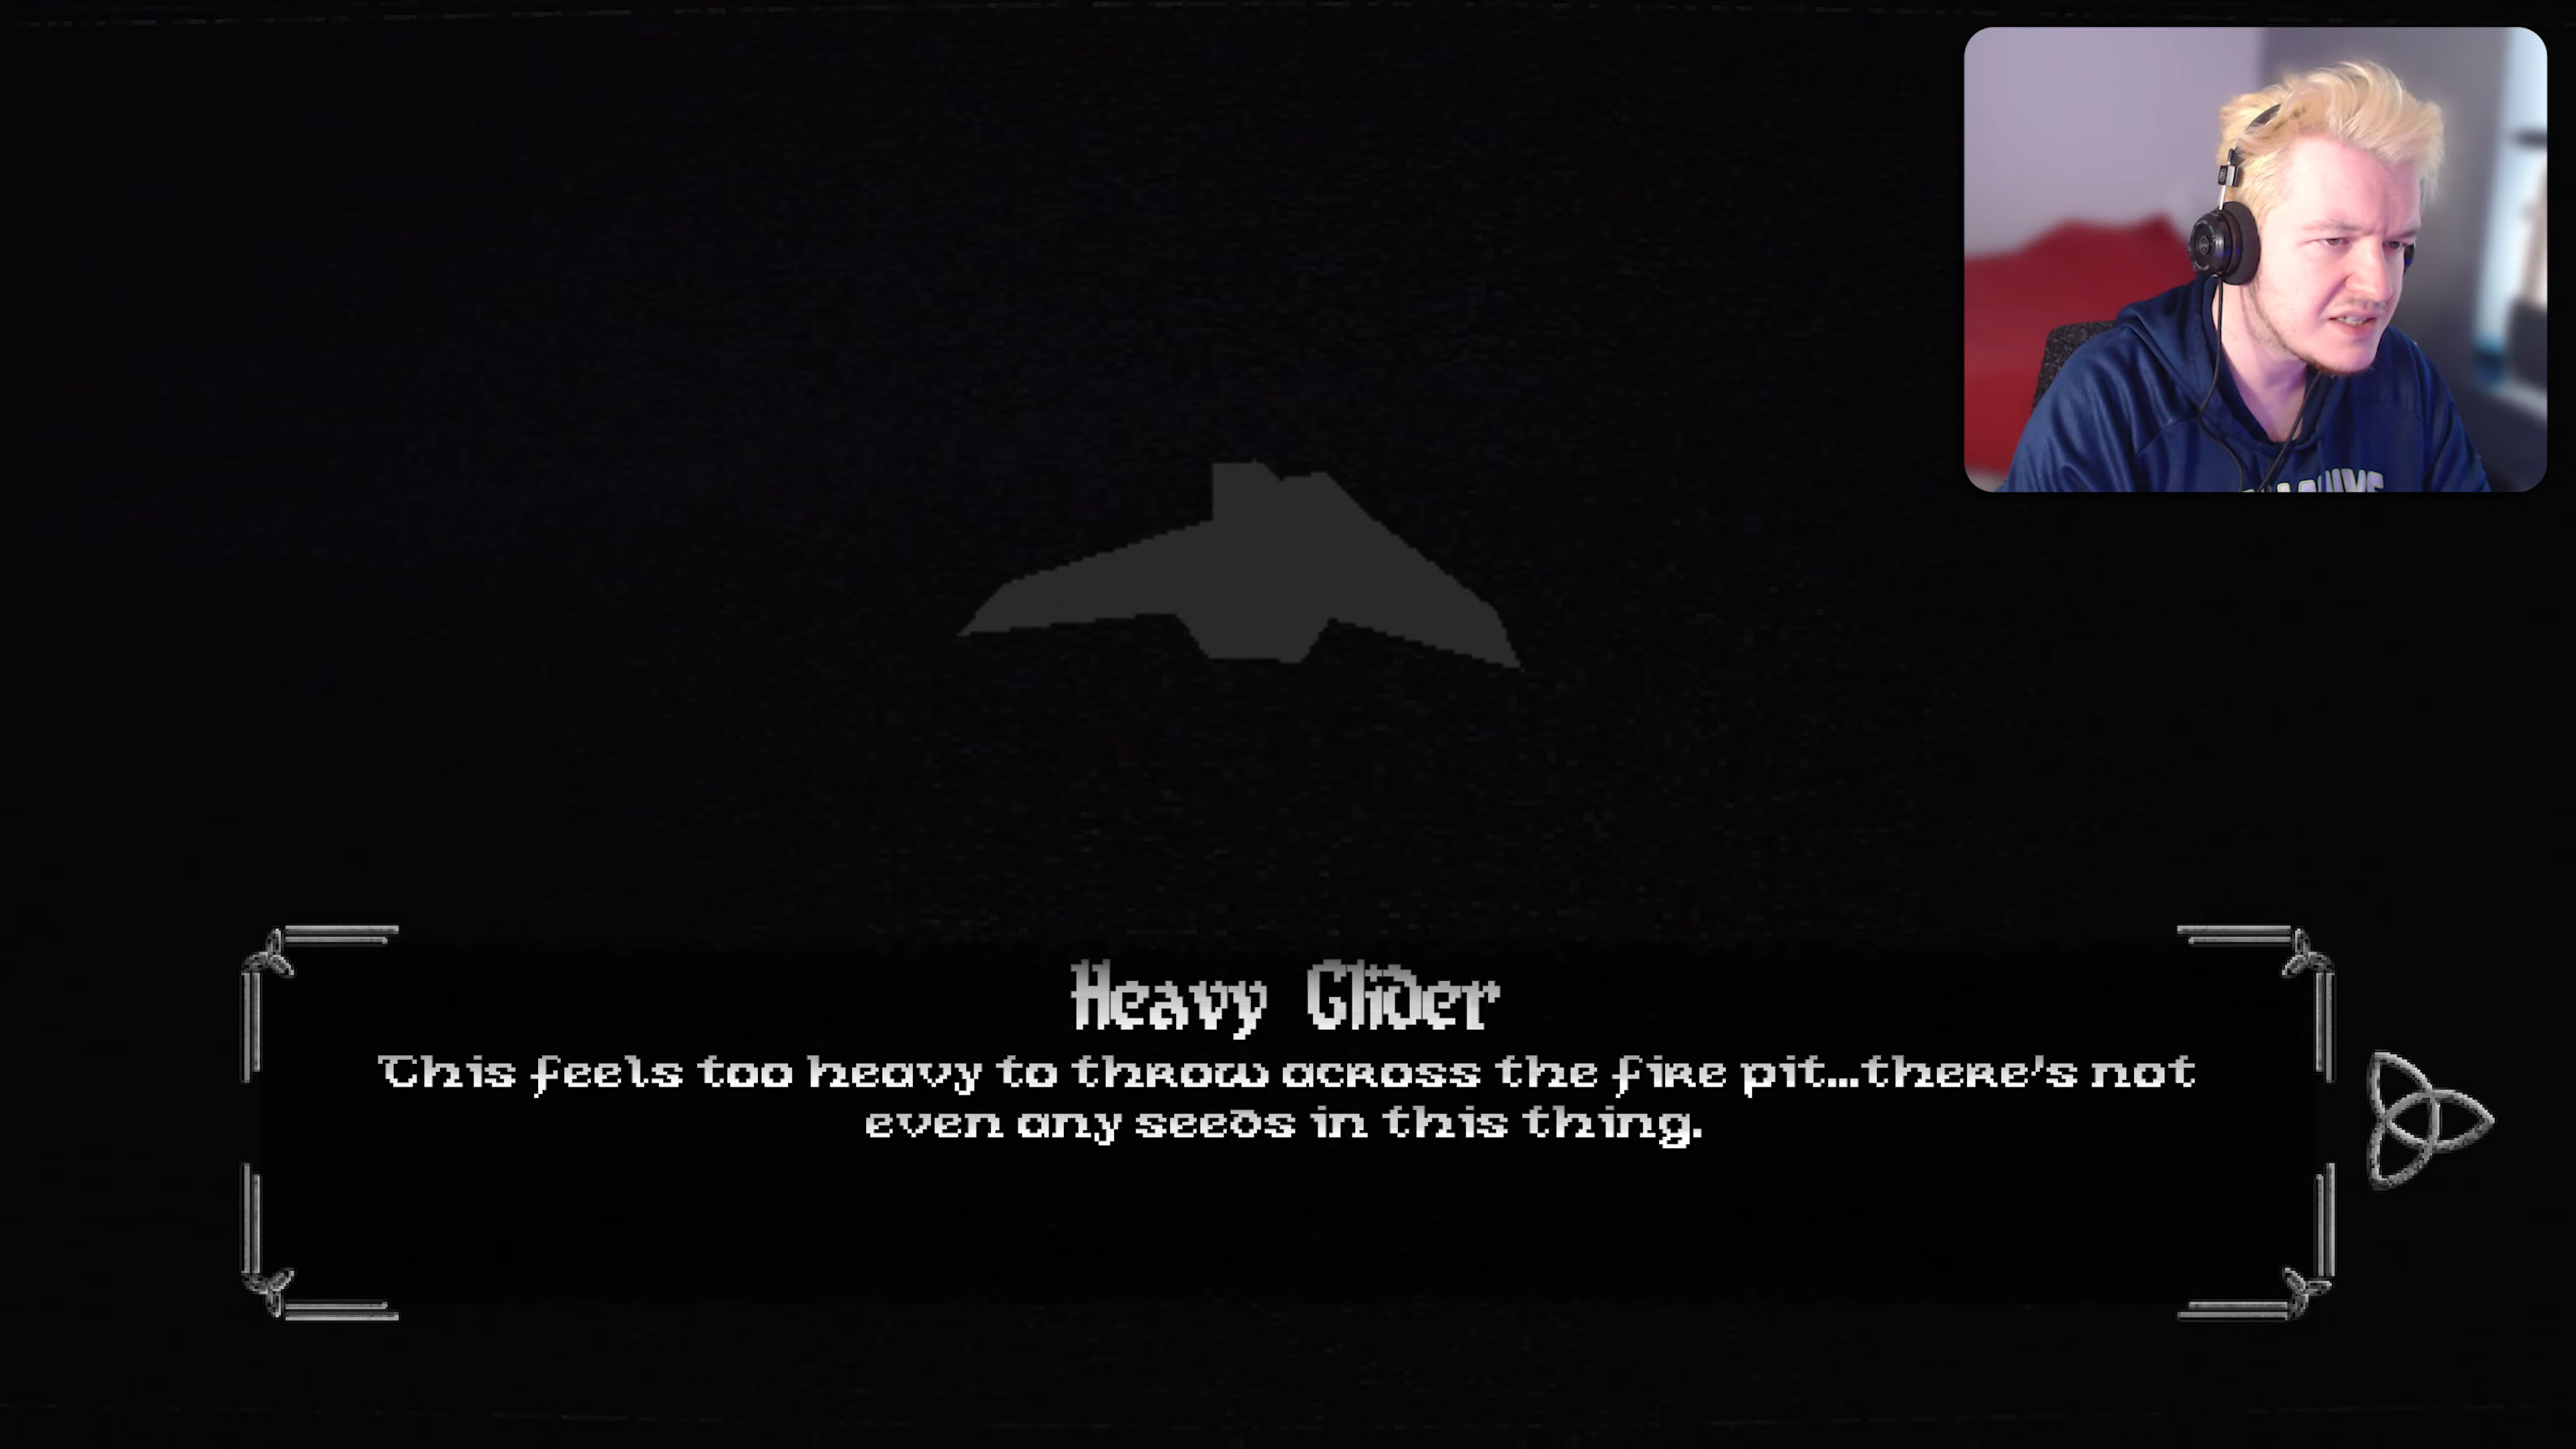 Heavy Glider
This feels too heavy to throw across the fire pit...there's not
even any seeds in this thing.